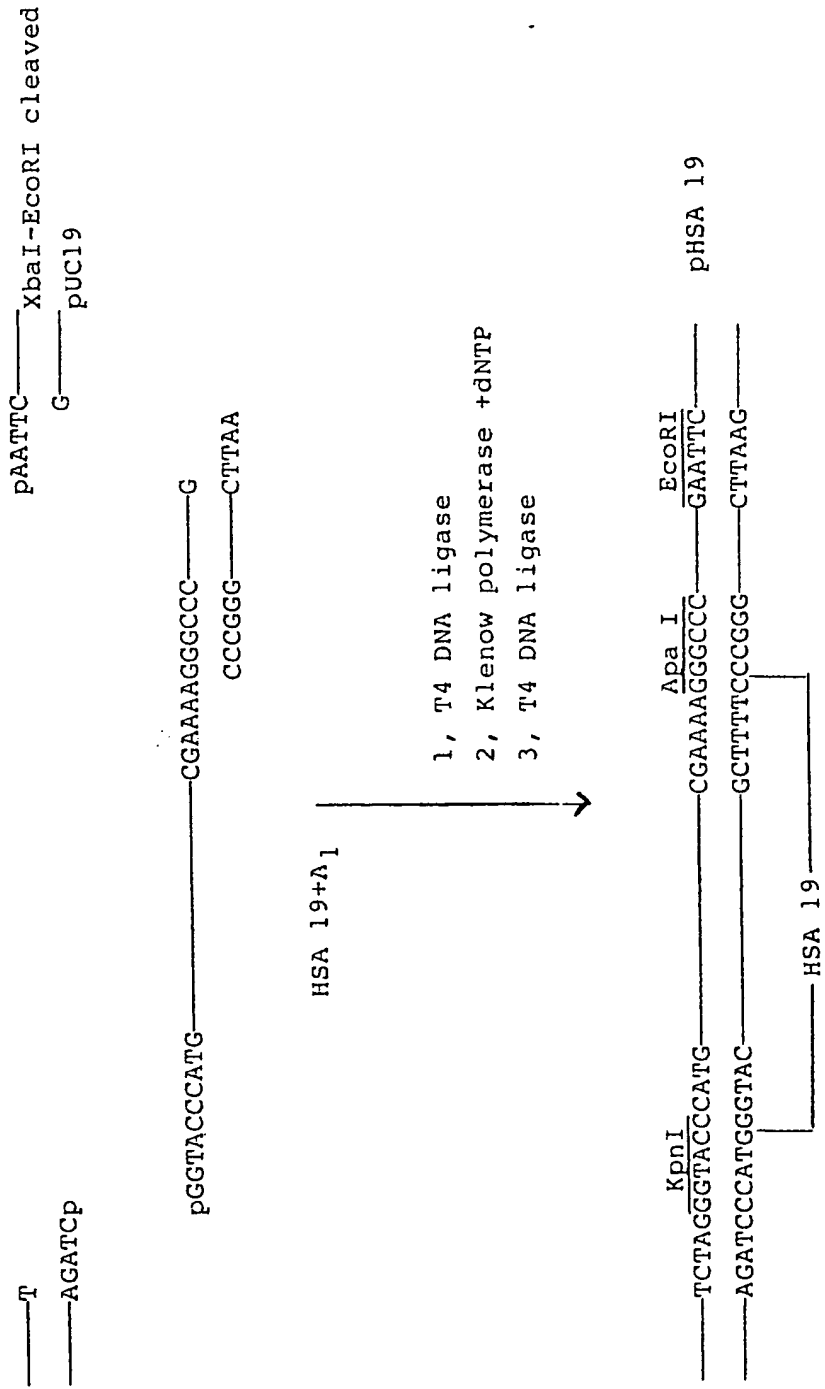 T pAATTC XbaI-EcoRI cleaved
AGATCp G pUC19
pGGTACCCATG CGAAAAGGGCCC G
CCCGGG CTTAA
HSA 19+A1
1, T4 DNA ligase
2, Klenow polymerase +dNTP
3, T4 DNA ligase
KpnI Apa I EcoRI
TCTAGGGTACCCATG CGAAAAGGGCCC GAATTC pHSA 19
AGATCCCATGGGTAC GCTTTTCCCGGG CTTAAG
HSA 19